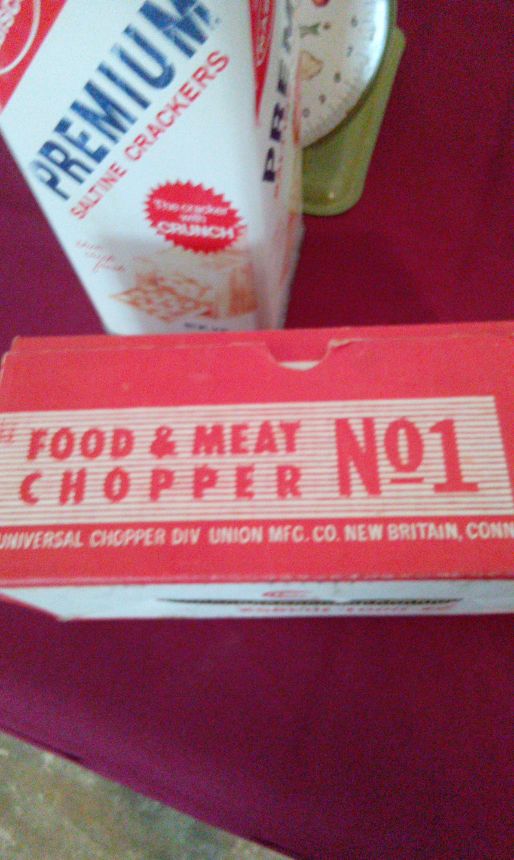 PREMIUM
SALTINE CRACKERS
The cracker
with
CRUNCH
PREM
FOOD & MEAT
CHOPPER
No1
UNIVERSAL CHOPPER DIV UNION MFG. CO. NEW BRITAIN, CONN